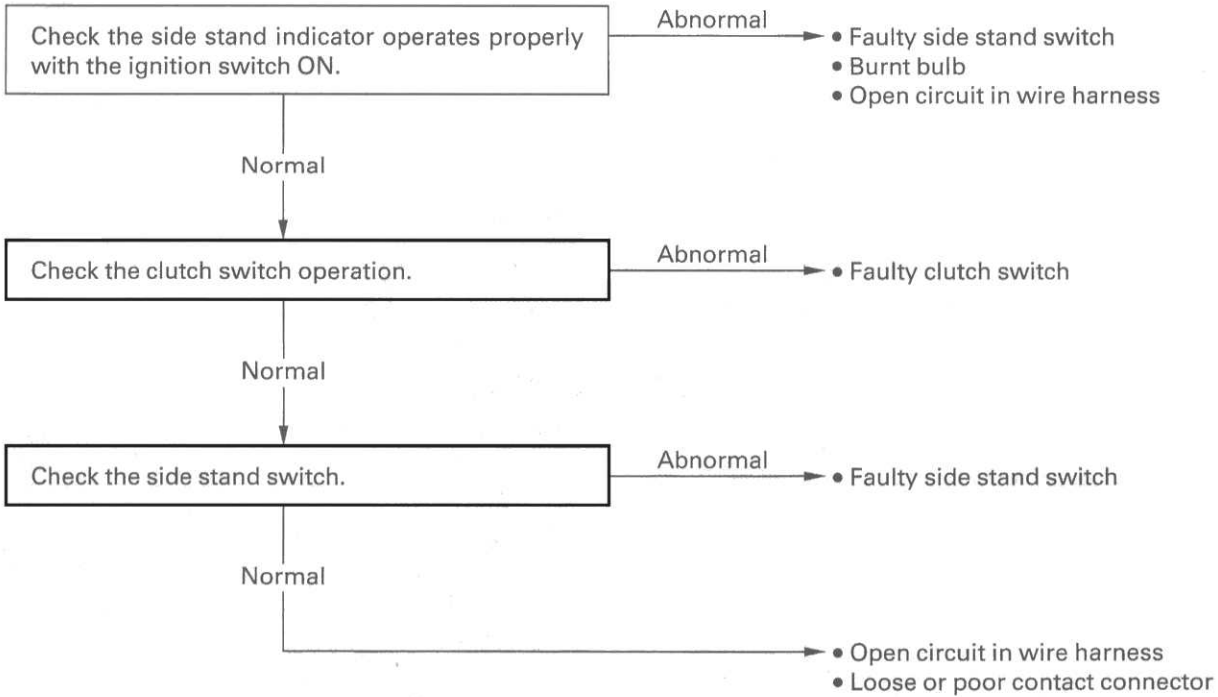 Check the side stand indicator operates properly
with the ignition switch ON.
Abnormal
• Faulty side stand switch
• Burnt bulb
• Open circuit in wire harness
Normal
Check the clutch switch operation.
Abnormal
• Faulty clutch switch
Normal
Check the side stand switch.
Abnormal
• Faulty side stand switch
Normal
• Open circuit in wire harness
• Loose or poor contact connector